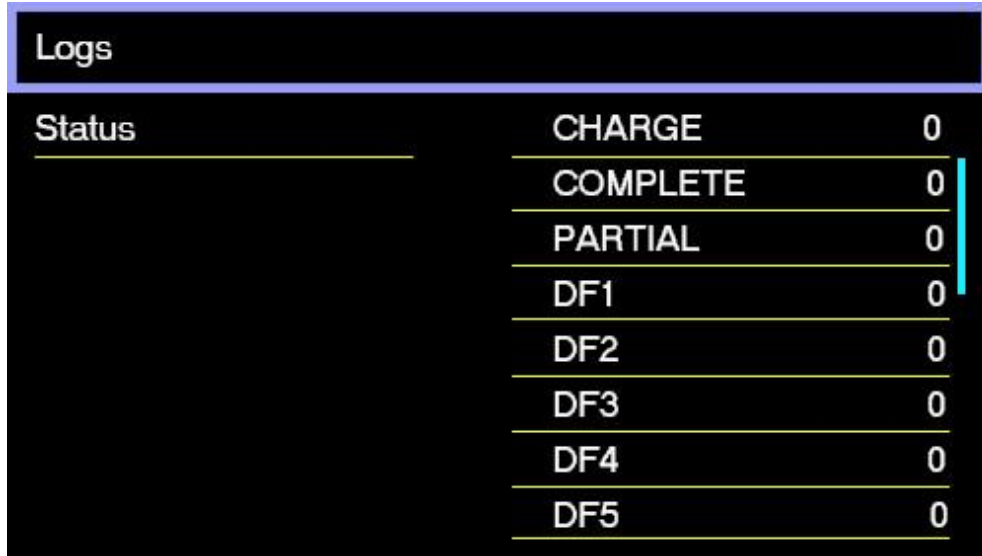 Logs
Status
CHARGE 0
COMPLETE 0
PARTIAL 0
DF1 0
DF2 0
DF3 0
DF4 0
DF5 0